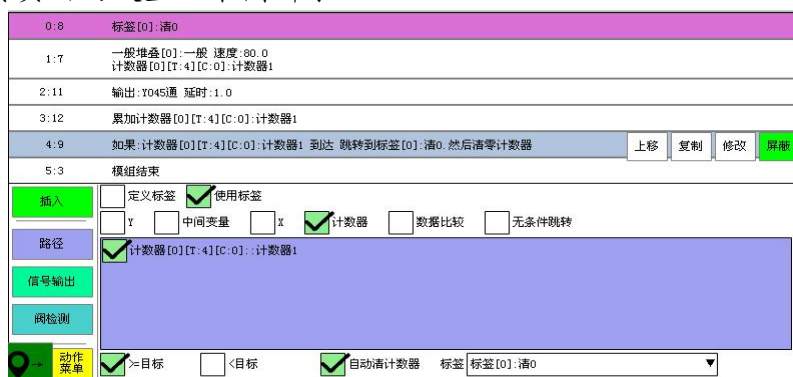 0:8 标签[0]:清0
1:7 一般堆叠[0]:一般 速度:80.0
计数器[0][T:4][C:0]:计数器1
2:11 输出:Y045通 延时:1.0
3:12 累加计数器[0][T:4][C:0]:计数器1
4:9 如果:计数器[0][T:4][C:0]:计数器1 到达 跳转到标签[0]:清0.然后清零计数器 上移 复制 修改 屏蔽
5:3 模组结束
插入 定义标签 使用标签
Y 中间变量 X 计数器 数据比较 无条件跳转
路径 计数器[0][T:4][C:0]::计数器1
信号输出
阀检测
动作
菜单
>=目标 <目标 自动清计数器 标签 标签[0]:清0